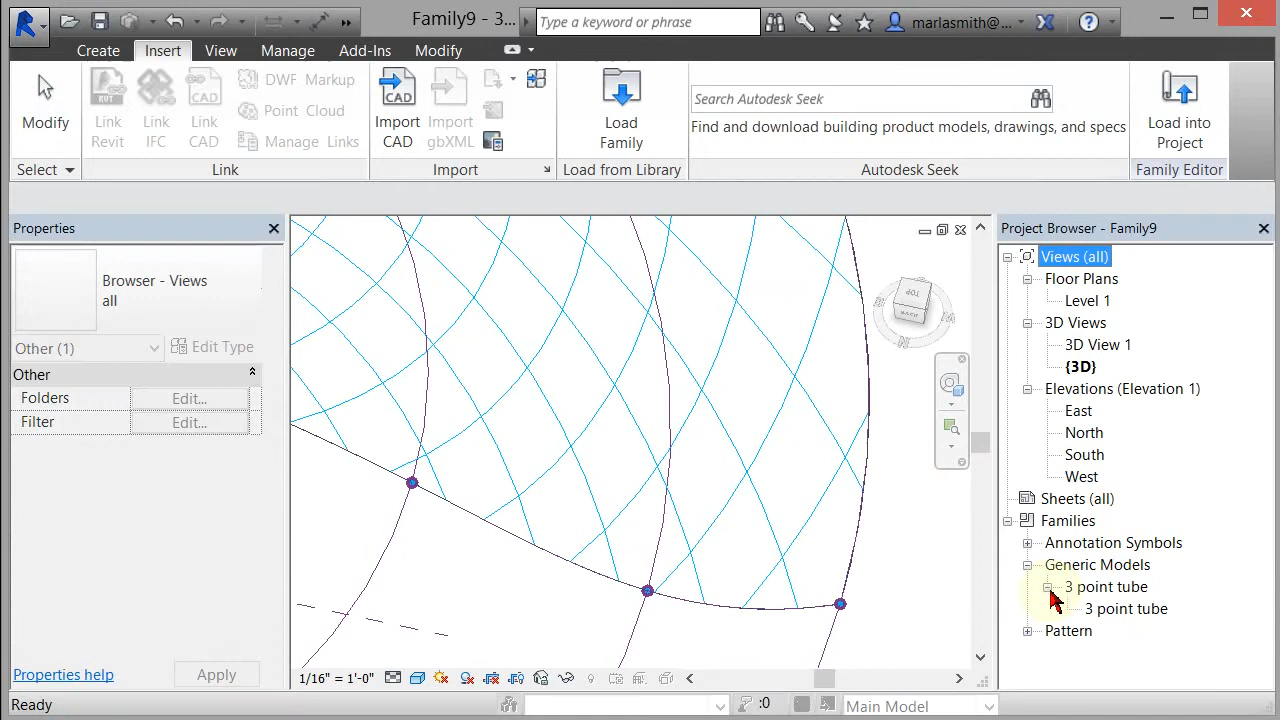 Family9 - 3...
Type a keyword or phrase
marlasmith@...
Create
Insert
View
Manage
Add-Ins
Modify
Modify
Link
Revit
Link
IFC
Link
CAD
DWF Markup
Point Cloud
Manage Links
Import
CAD
Import
gbXML
Load
Family
Search Autodesk Seek
Find and download building product models, drawings, and specs
Load into
Project
Select
Link
Import
Load from Library
Autodesk Seek
Family Editor
Properties
Browser - Views
all
Other (1)
Edit Type
Other
Folders
Edit...
Filter
Edit...
Properties help
Apply
TOP
1/16" = 1'-0"
Project Browser - Family9
Views (all)
Floor Plans
Level 1
3D Views
3D View 1
{3D}
Elevations (Elevation 1)
East
North
South
West
Sheets (all)
Families
Annotation Symbols
Generic Models
3 point tube
3 point tube
Pattern
Ready
:0
Main Model